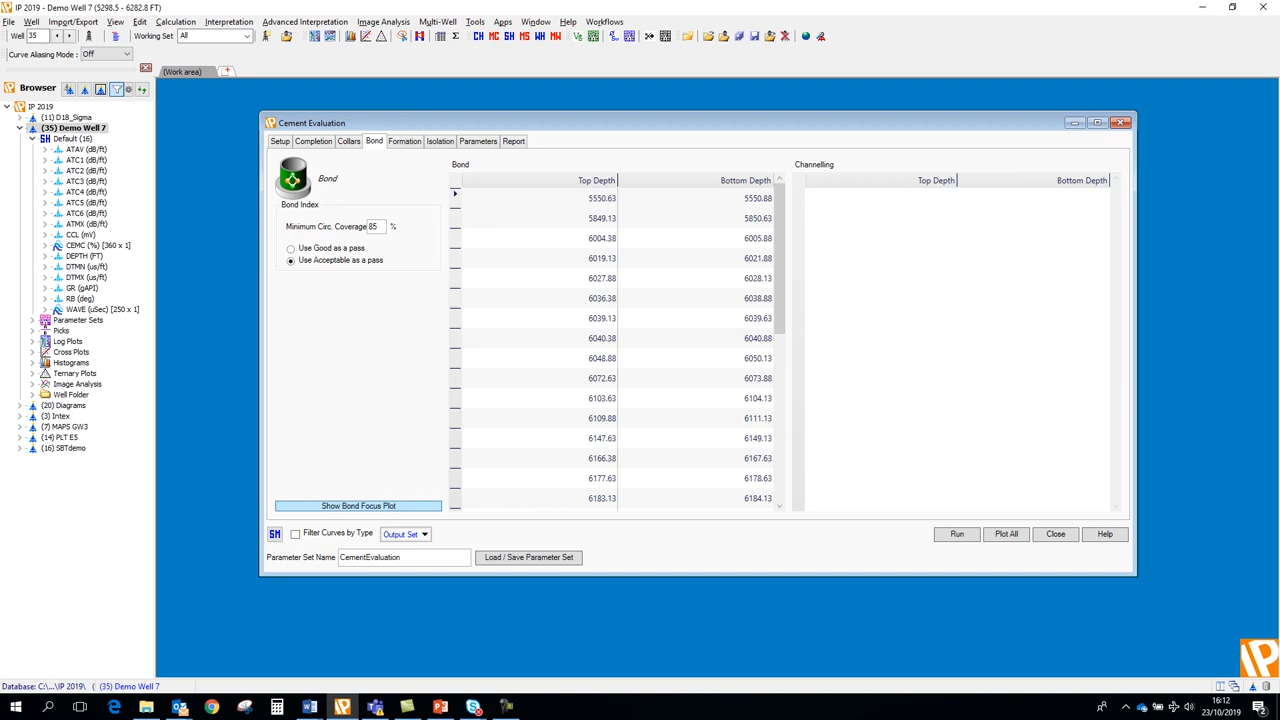 IP 2019 - Demo Well 7 (5298.5 - 6282.8 FT)
File Well Import/Export View Edit Calculation Interpretation Advanced Interpretation Image Analysis Multi-Well Tools Apps Window Help Workflows
Well 35 Working Set All CH MC SH MS WH MW
Curve Aliasing Mode : Off
(Work area)
Browser
IP 2019
(11) D18_Sigma
(35) Demo Well 7
SH Default (16)
ATAV (dB/ft)
ATC1 (dB/ft)
ATC2 (dB/ft)
ATC3 (dB/ft)
ATC4 (dB/ft)
ATC5 (dB/ft)
ATC6 (dB/ft)
ATMX (dB/ft)
CCL (mV)
CEMC (%) [360 x 1]
DEPTH (FT)
DTMN (us/ft)
DTMX (us/ft)
GR (gAPI)
RB (deg)
WAVE (uSec) [250 x 1]
Parameter Sets
Picks
Log Plots
Cross Plots
Histograms
Ternary Plots
Image Analysis
Well Folder
(20) Diagrams
(3) Intex
(7) MAPS GW3
(14) PLT E5
(16) SBTdemo
Cement Evaluation
Setup Completion Collars Bond Formation Isolation Parameters Report
Bond
Bond Index
Minimum Circ. Coverage 85 %
Use Good as a pass
Use Acceptable as a pass
Show Bond Focus Plot
Bond
Top Depth Bottom Depth
5550.63 5550.88
5849.13 5850.63
6004.38 6005.88
6019.13 6021.88
6027.88 6028.13
6036.38 6038.88
6039.13 6039.63
6040.38 6040.88
6048.88 6050.13
6072.63 6073.88
6103.63 6104.13
6109.88 6111.13
6147.63 6149.13
6166.38 6167.63
6177.63 6178.63
6183.13 6184.13
Channelling
Top Depth Bottom Depth
SM Filter Curves by Type Output Set Run Plot All Close Help
Parameter Set Name CementEvaluation Load / Save Parameter Set
Database: C:\...\IP 2019\ ( (35) Demo Well 7
16:12
23/10/2019